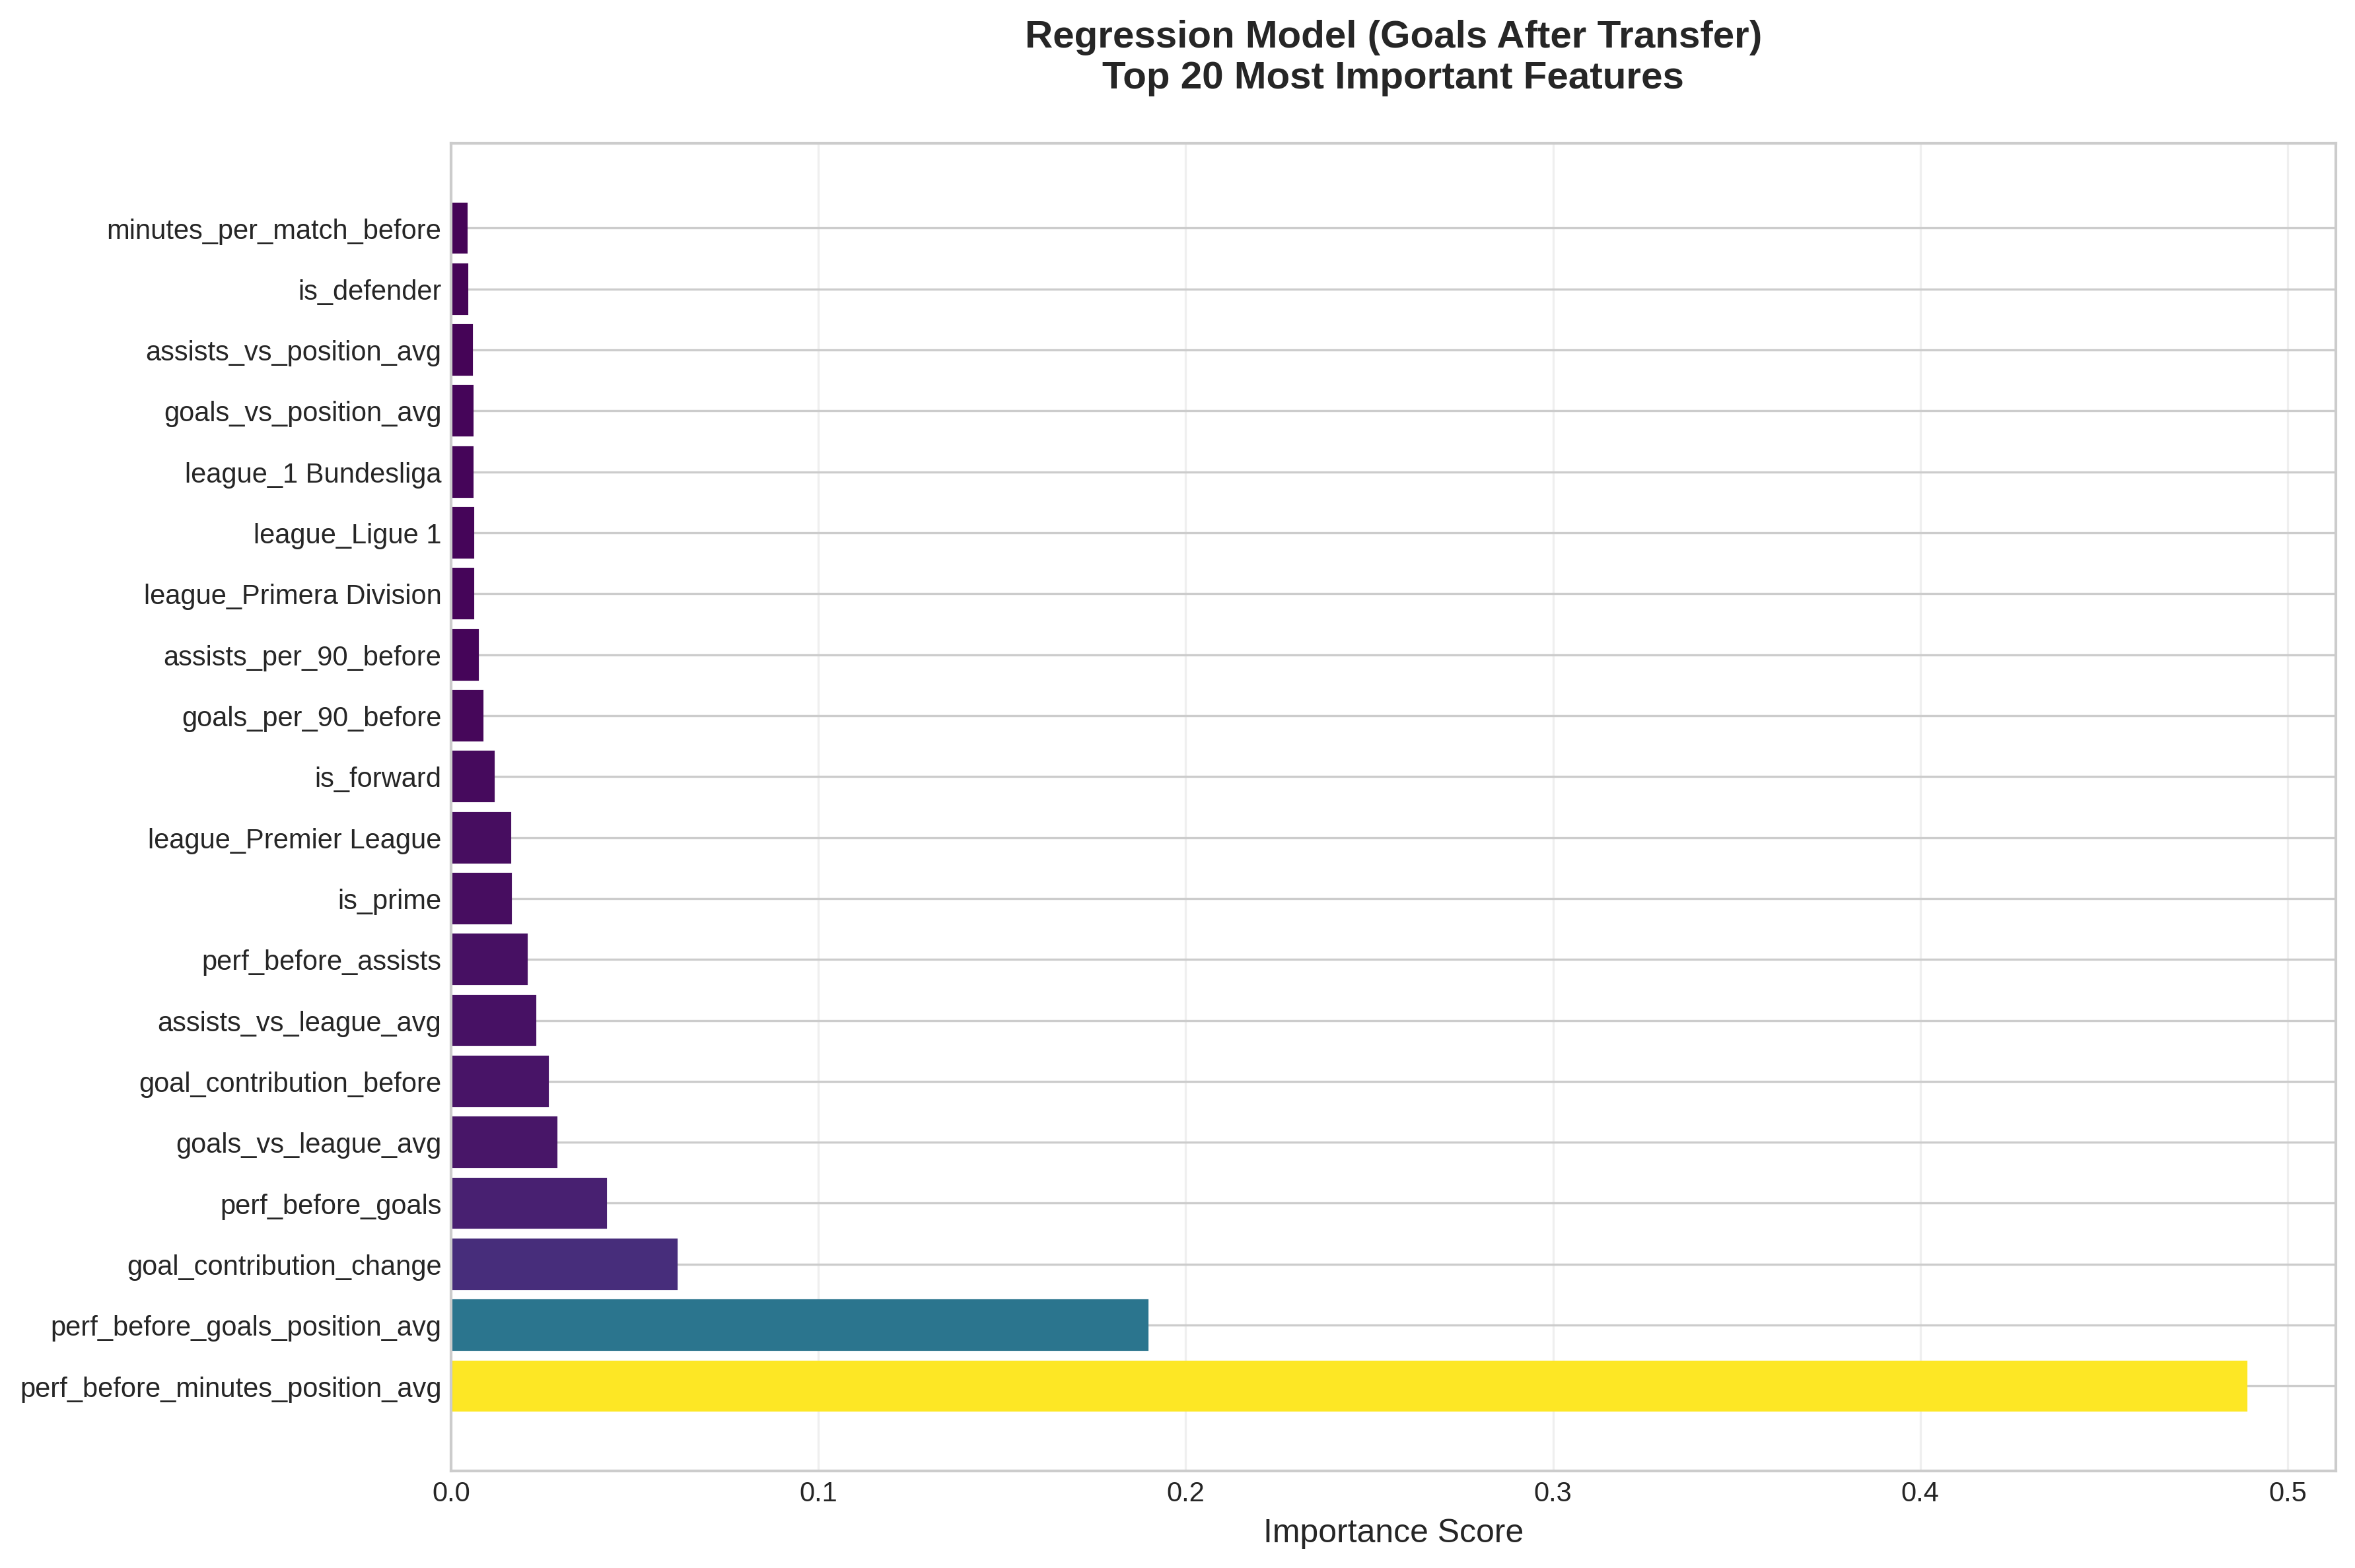 Regression Model (Goals After Transfer)
Top 20 Most Important Features
minutes_per_match_before
is_defender
assists_vs_position_avg
goals_vs_position_avg
league_1 Bundesliga
league_Ligue 1
league_Primera Division
assists_per_90_before
goals_per_90_before
is_forward
league_Premier League
is_prime
perf_before_assists
assists_vs_league_avg
goal_contribution_before
goals_vs_league_avg
perf_before_goals
goal_contribution_change
perf_before_goals_position_avg
perf_before_minutes_position_avg
0.0 0.1 0.2 0.3 0.4 0.5
Importance Score